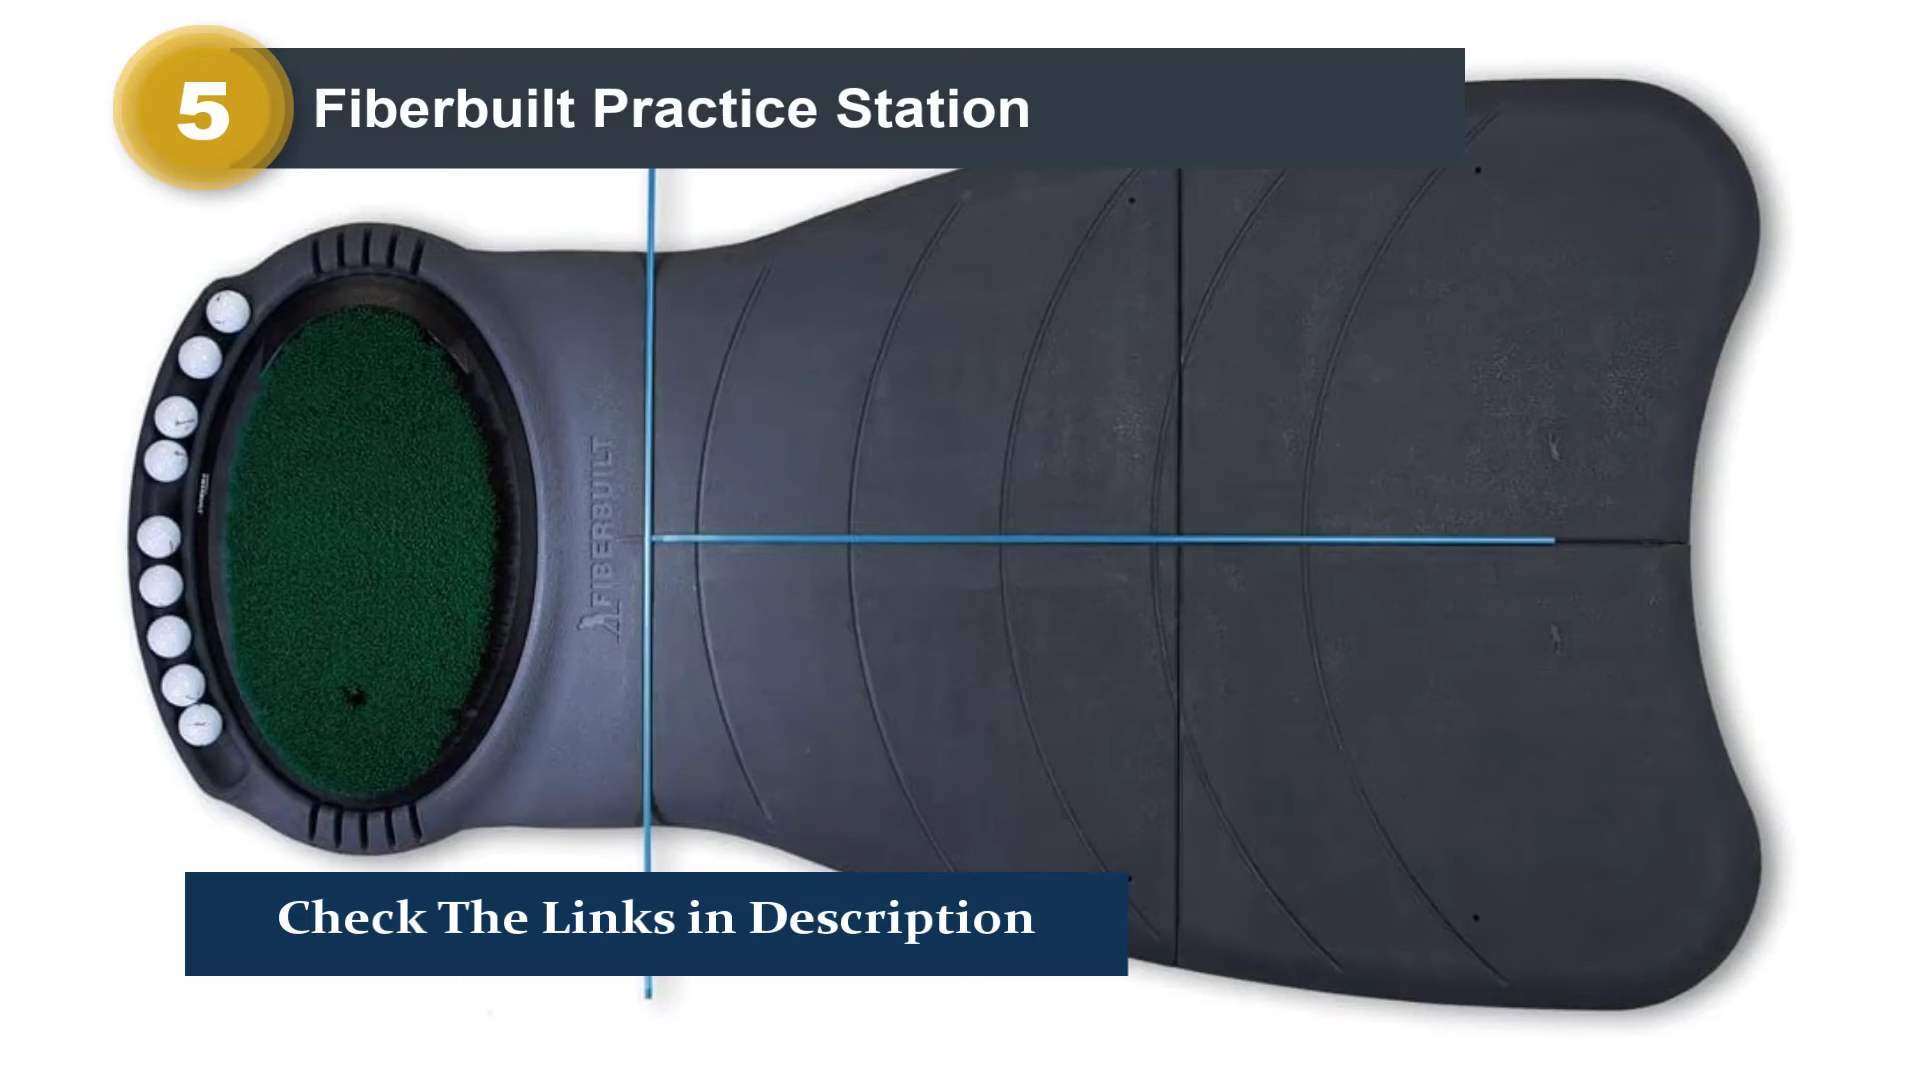 5
Fiberbuilt Practice Station
FIBERBUILT
Check The Links in Description